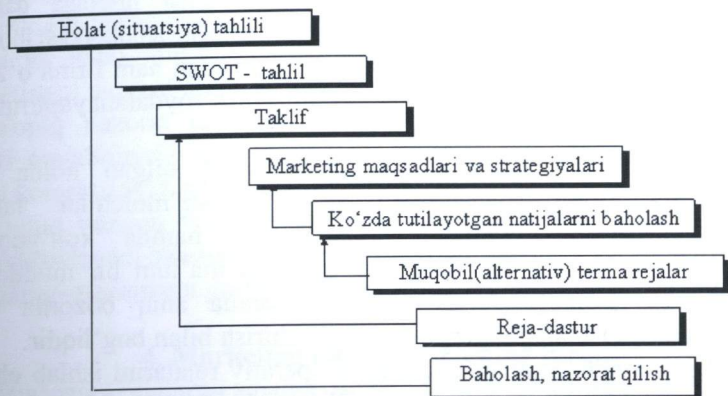 Holat (situatsiya) tahlili
SWOT - tahlil
Taklif
Marketing maqsadlari va strategiyalari
Ko‘zda tutilayotgan natijalarni baholash
Muqobil(alternativ) terma rejalar
Reja-dastur
Baholash, nazorat qilish